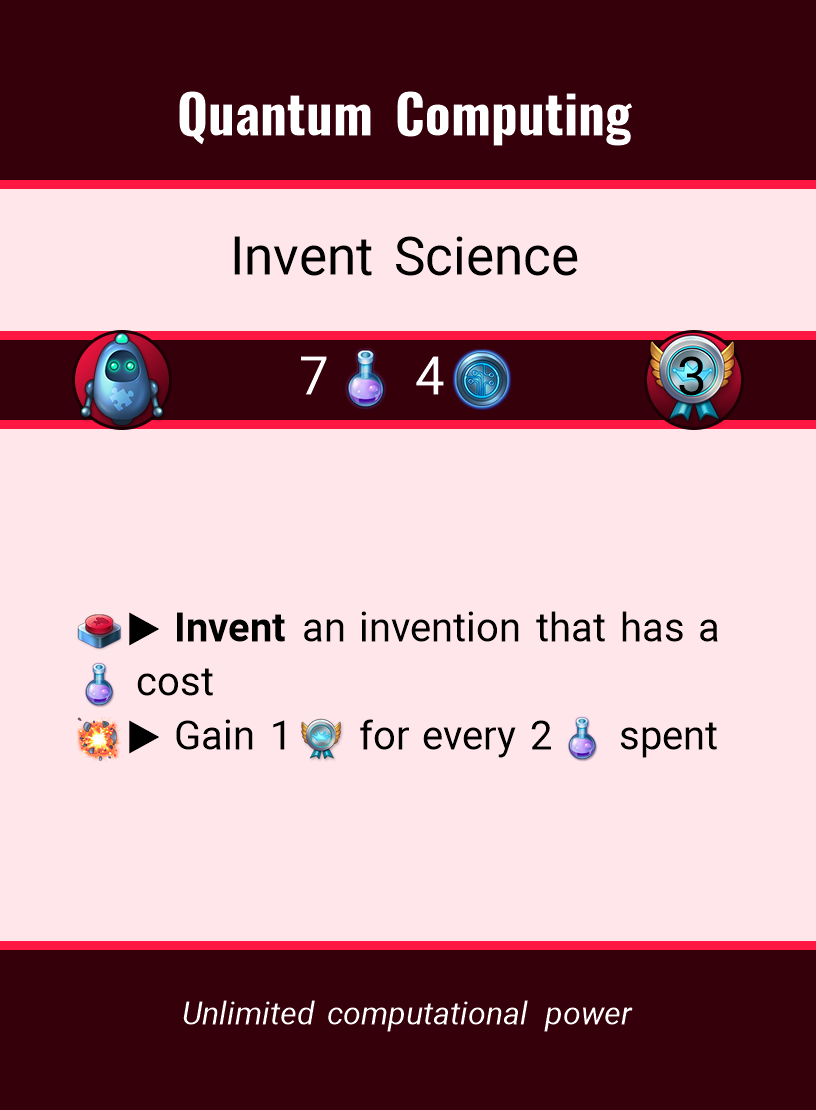 Quantum Computing
Invent Science
7 4 3
▶ Invent an invention that has a
cost
▶ Gain 1 for every 2 spent
Unlimited computational power